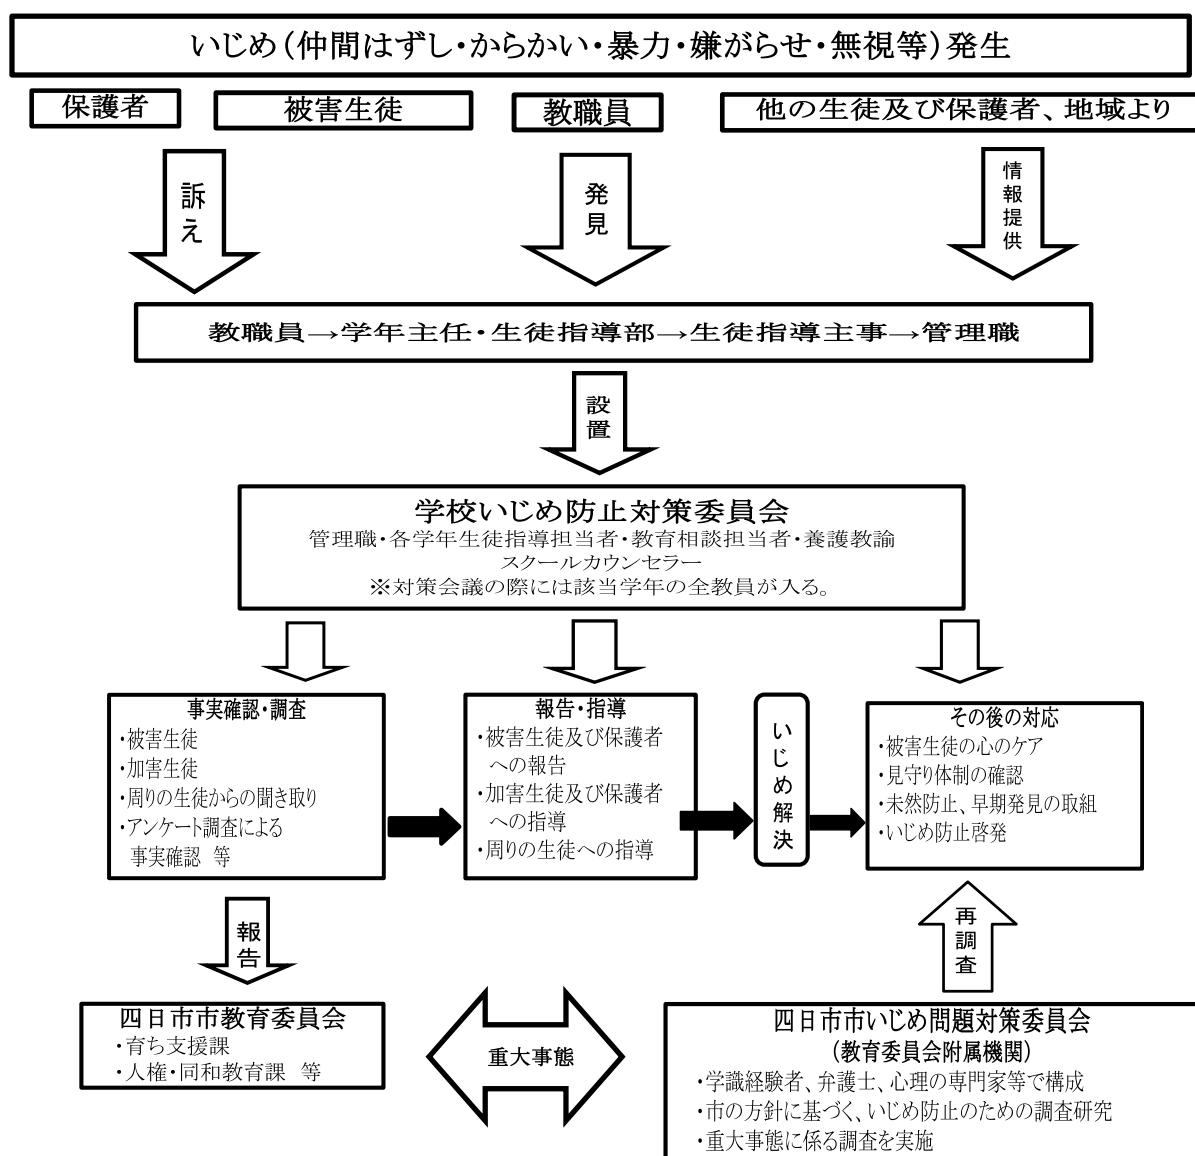 いじめ（仲間はずし・からかい・暴力・嫌がらせ・無視等）発生
保護者
被害生徒
教職員
他の生徒及び保護者、地域より
訴え
発見
情報提供
教職員→学年主任・生徒指導部→生徒指導主事→管理職
設置
学校いじめ防止対策委員会
管理職・各学年生徒指導担当者・教育相談担当者・養護教諭
スクールカウンセラー
※対策会議の際には該当学年の全教員が入る。
事実確認・調査
・被害生徒
・加害生徒
・周りの生徒からの聞き取り
・アンケート調査による
事実確認 等
報告・指導
・被害生徒及び保護者
への報告
・加害生徒及び保護者
への指導
・周りの生徒への指導
いじめ解決
その後の対応
・被害生徒の心のケア
・見守り体制の確認
・未然防止、早期発見の取組
・いじめ防止啓発
報告
再調査
四日市市教育委員会
・育ち支援課
・人権・同和教育課 等
重大事態
四日市市いじめ問題対策委員会
（教育委員会附属機関）
・学識経験者、弁護士、心理の専門家等で構成
・市の方針に基づく、いじめ防止のための調査研究
・重大事態に係る調査を実施